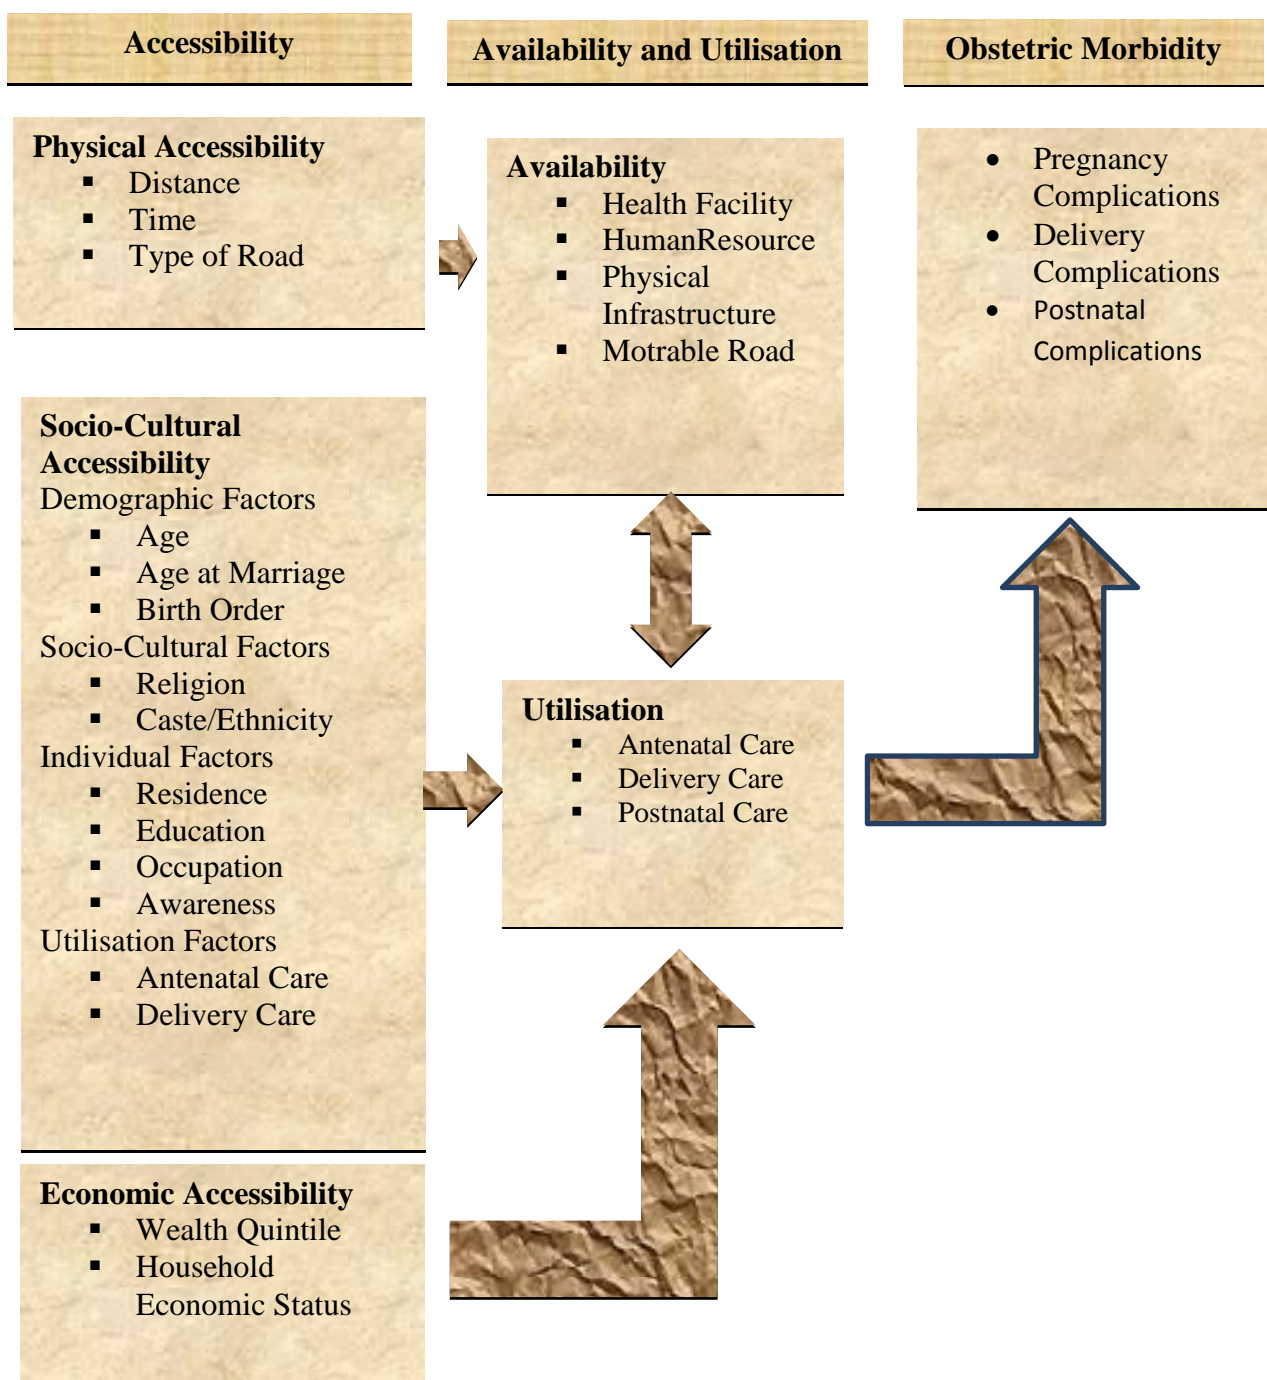 Accessibility
Availability and Utilisation
Obstetric Morbidity
Physical Accessibility
▪ Distance
▪ Time
▪ Type of Road
Availability
▪ Health Facility
▪ HumanResource
▪ Physical
Infrastructure
▪ Motrable Road
• Pregnancy
Complications
• Delivery
Complications
• Postnatal
Complications
Socio-Cultural
Accessibility
Demographic Factors
▪ Age
▪ Age at Marriage
▪ Birth Order
Socio-Cultural Factors
▪ Religion
▪ Caste/Ethnicity
Individual Factors
▪ Residence
▪ Education
▪ Occupation
▪ Awareness
Utilisation Factors
▪ Antenatal Care
▪ Delivery Care
Utilisation
▪ Antenatal Care
▪ Delivery Care
▪ Postnatal Care
Economic Accessibility
▪ Wealth Quintile
▪ Household
Economic Status